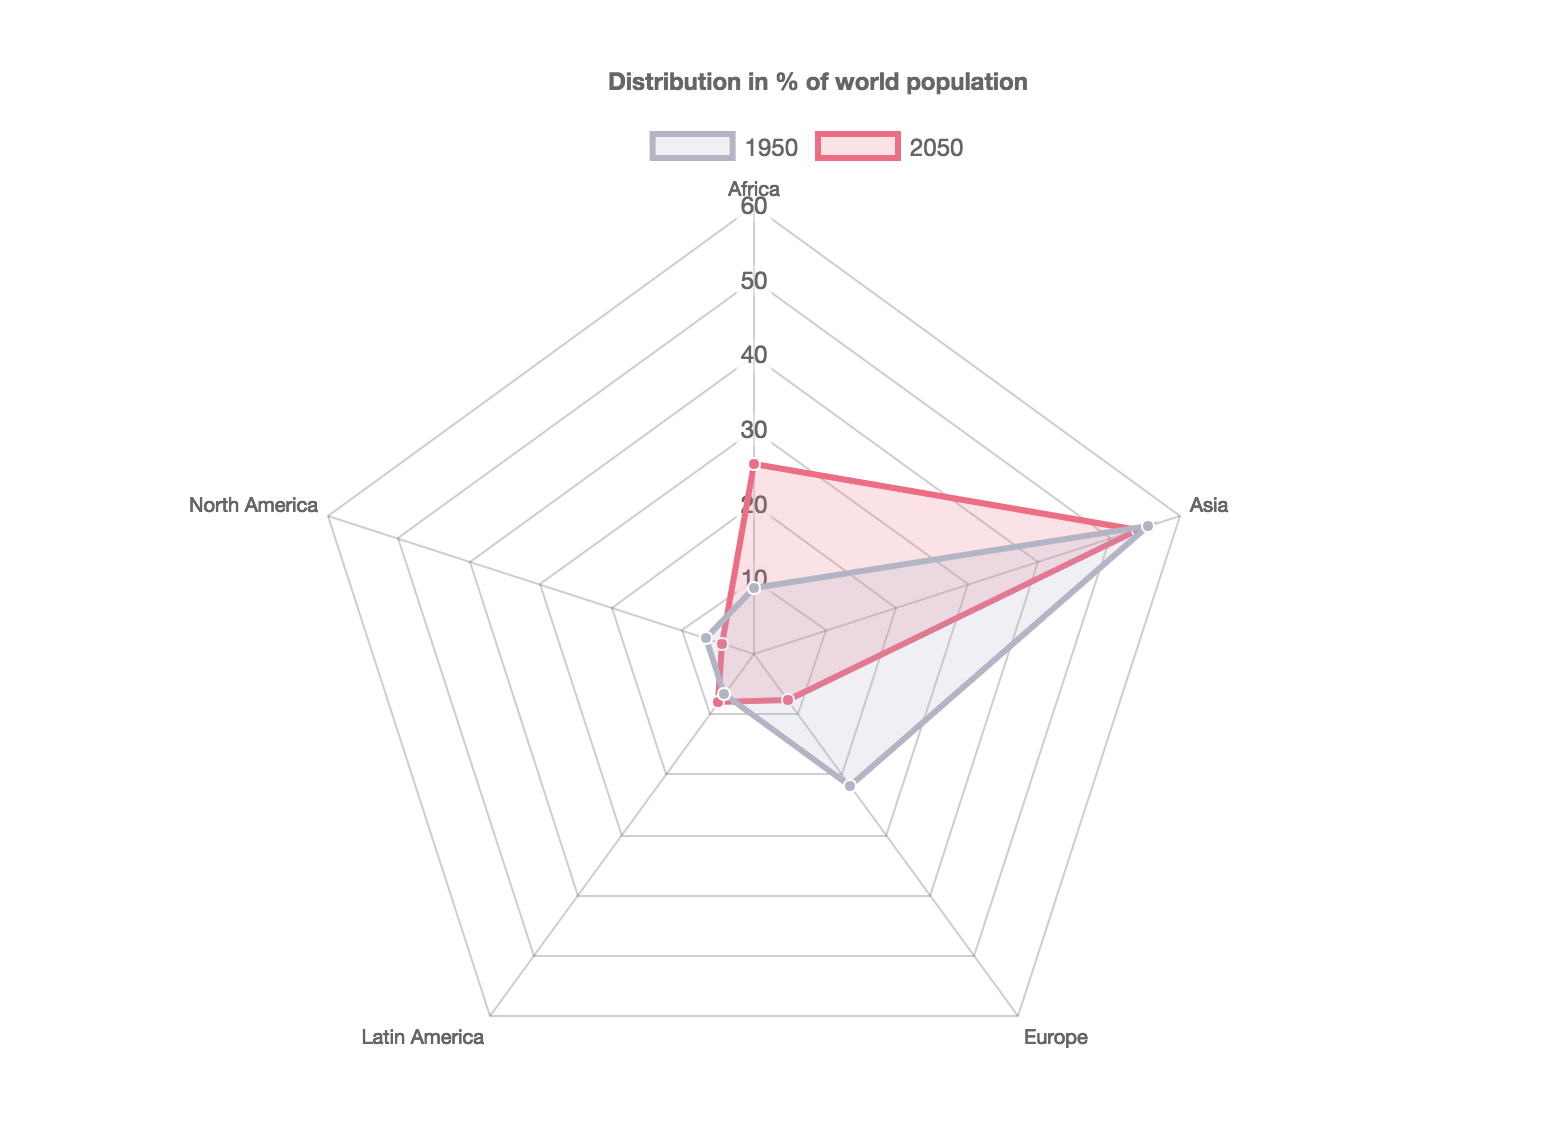 Distribution in % of world population
1950 2050
Africa
60
50
40
30
20
10
North America
Asia
Latin America
Europe